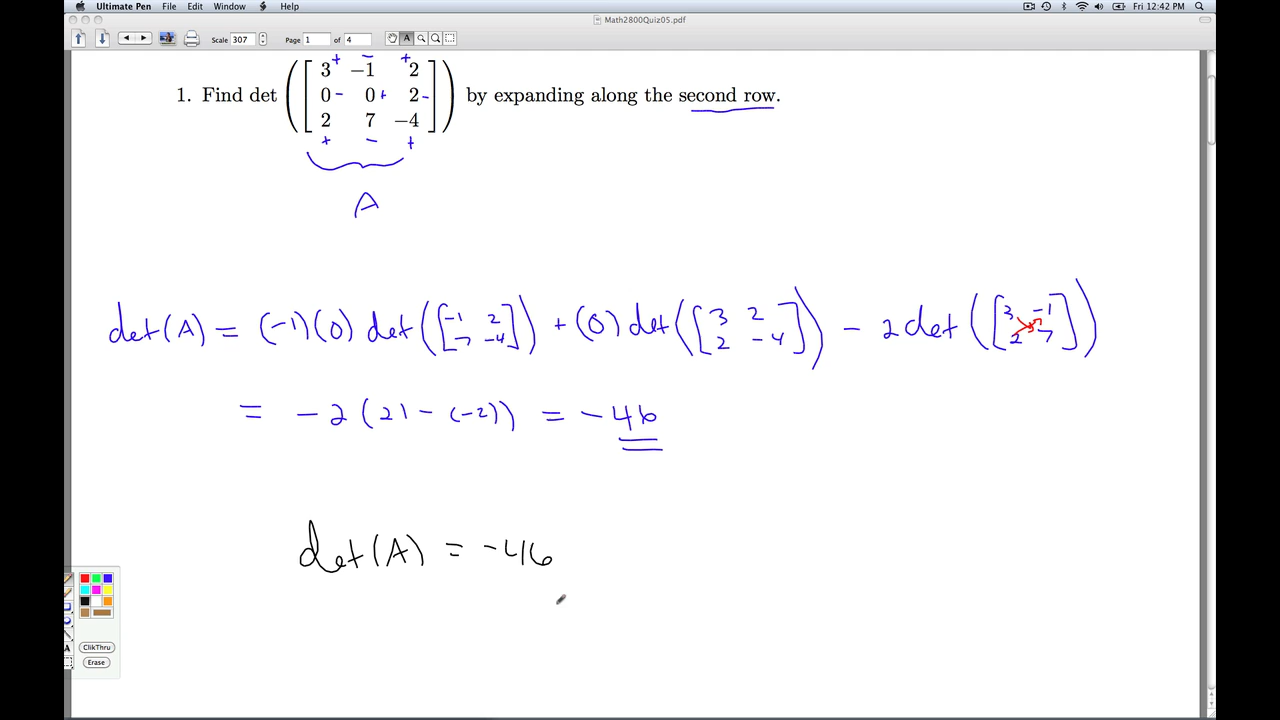 Ultimate Pen File Edit Window Help Fri 12:42 PM
Math2800Quiz05.pdf
Scale 307 Page 1 of 4 A
+ − +
3 −1 2
1. Find det ([ 0 − 0 + 2 − ]) by expanding along the second row.
2 7 −4
+ − +
A
det(A) = (-1)(0) det([-1 2; 7 -4]) + (0) det([3 2; 2 -4]) − 2 det([3 -1; 2 7])
= −2 (21 − (−2)) = −46
det(A) = −46
A
ClikThru
Erase